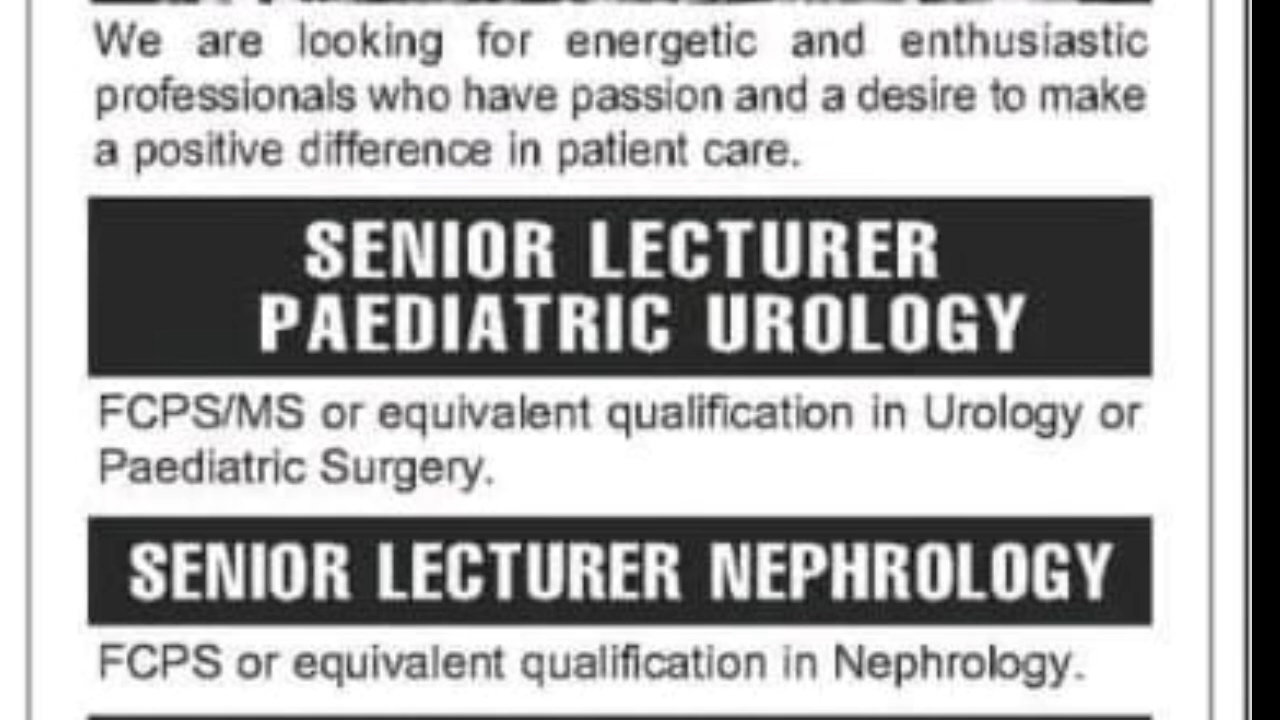 We are looking for energetic and enthusiastic
professionals who have passion and a desire to make
a positive difference in patient care.
SENIOR LECTURER
PAEDIATRIC UROLOGY
FCPS/MS or equivalent qualification in Urology or
Paediatric Surgery.
SENIOR LECTURER NEPHROLOGY
FCPS or equivalent qualification in Nephrology.